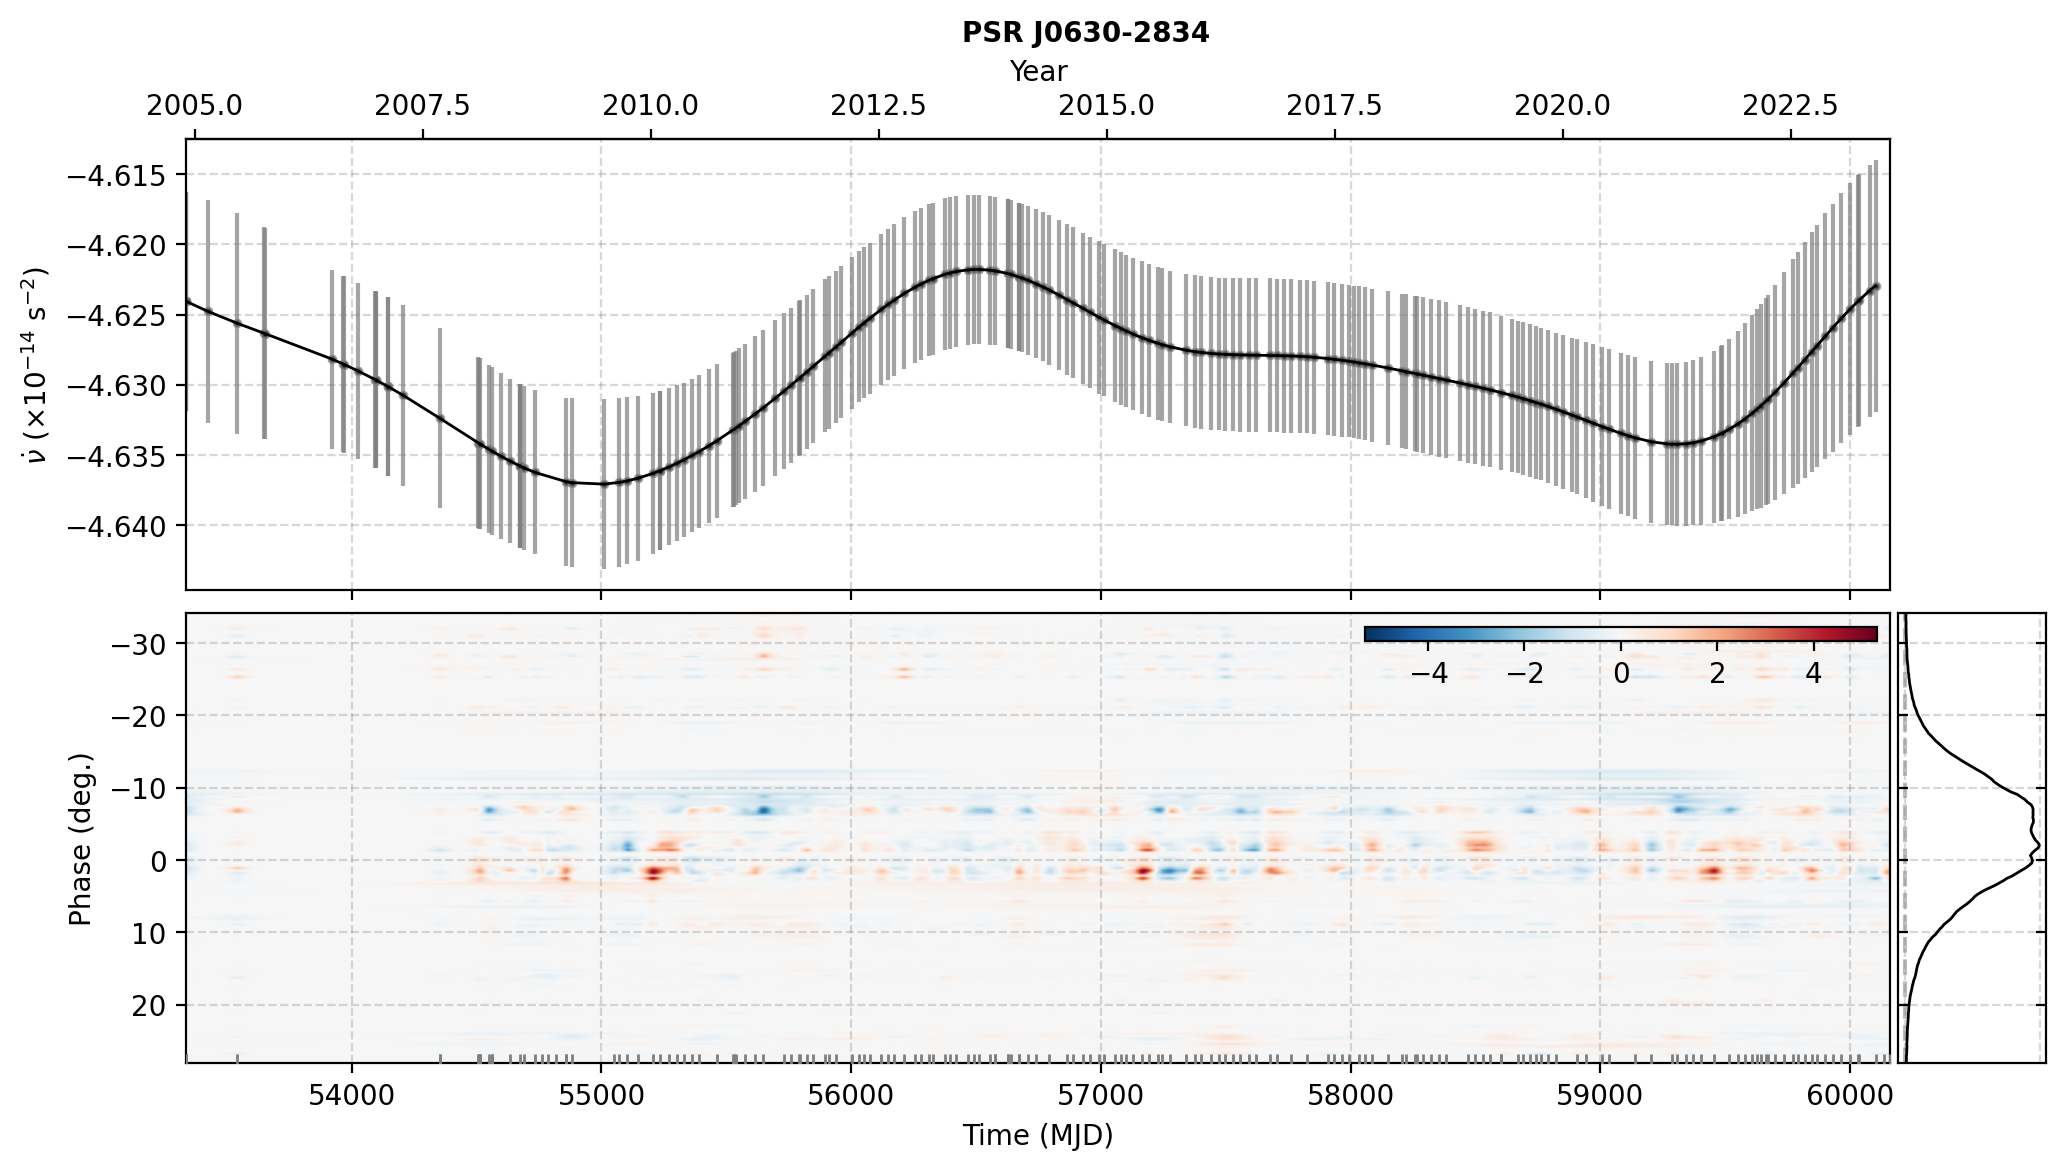 PSR J0630-2834
Year
2005.0 2007.5 2010.0 2012.5 2015.0 2017.5 2020.0 2022.5
−4.615
−4.620
−4.625
−4.630
−4.635
−4.640
ν̇ (×10⁻¹⁴ s⁻²)
−4 −2 0 2 4
−30
−20
−10
0
10
20
Phase (deg.)
54000 55000 56000 57000 58000 59000 60000
Time (MJD)